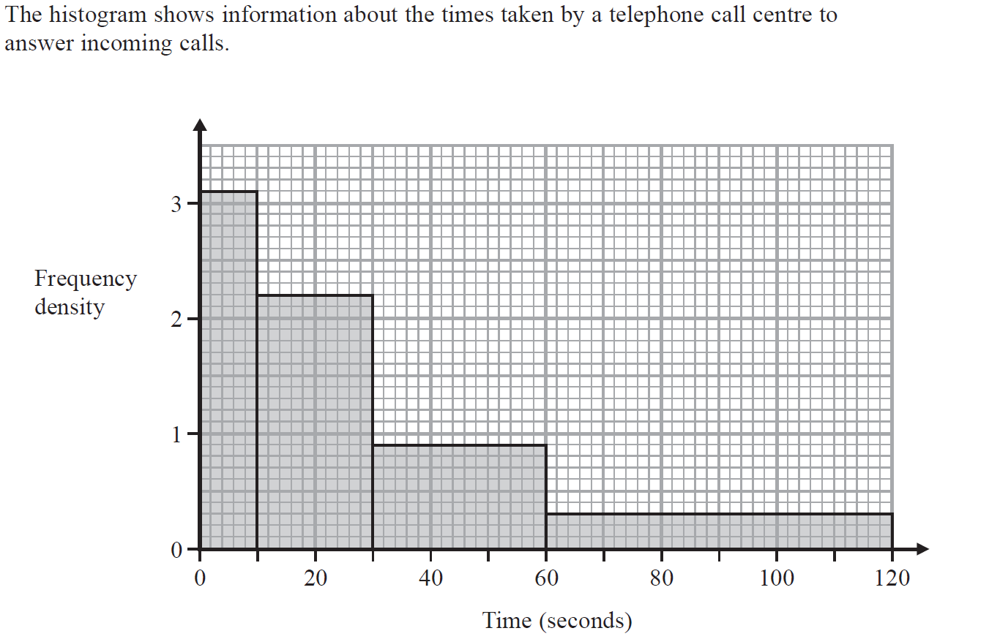 The histogram shows information about the times taken by a telephone call centre to
answer incoming calls.
3
Frequency
density
2
1
0
0 20 40 60 80 100 120
Time (seconds)